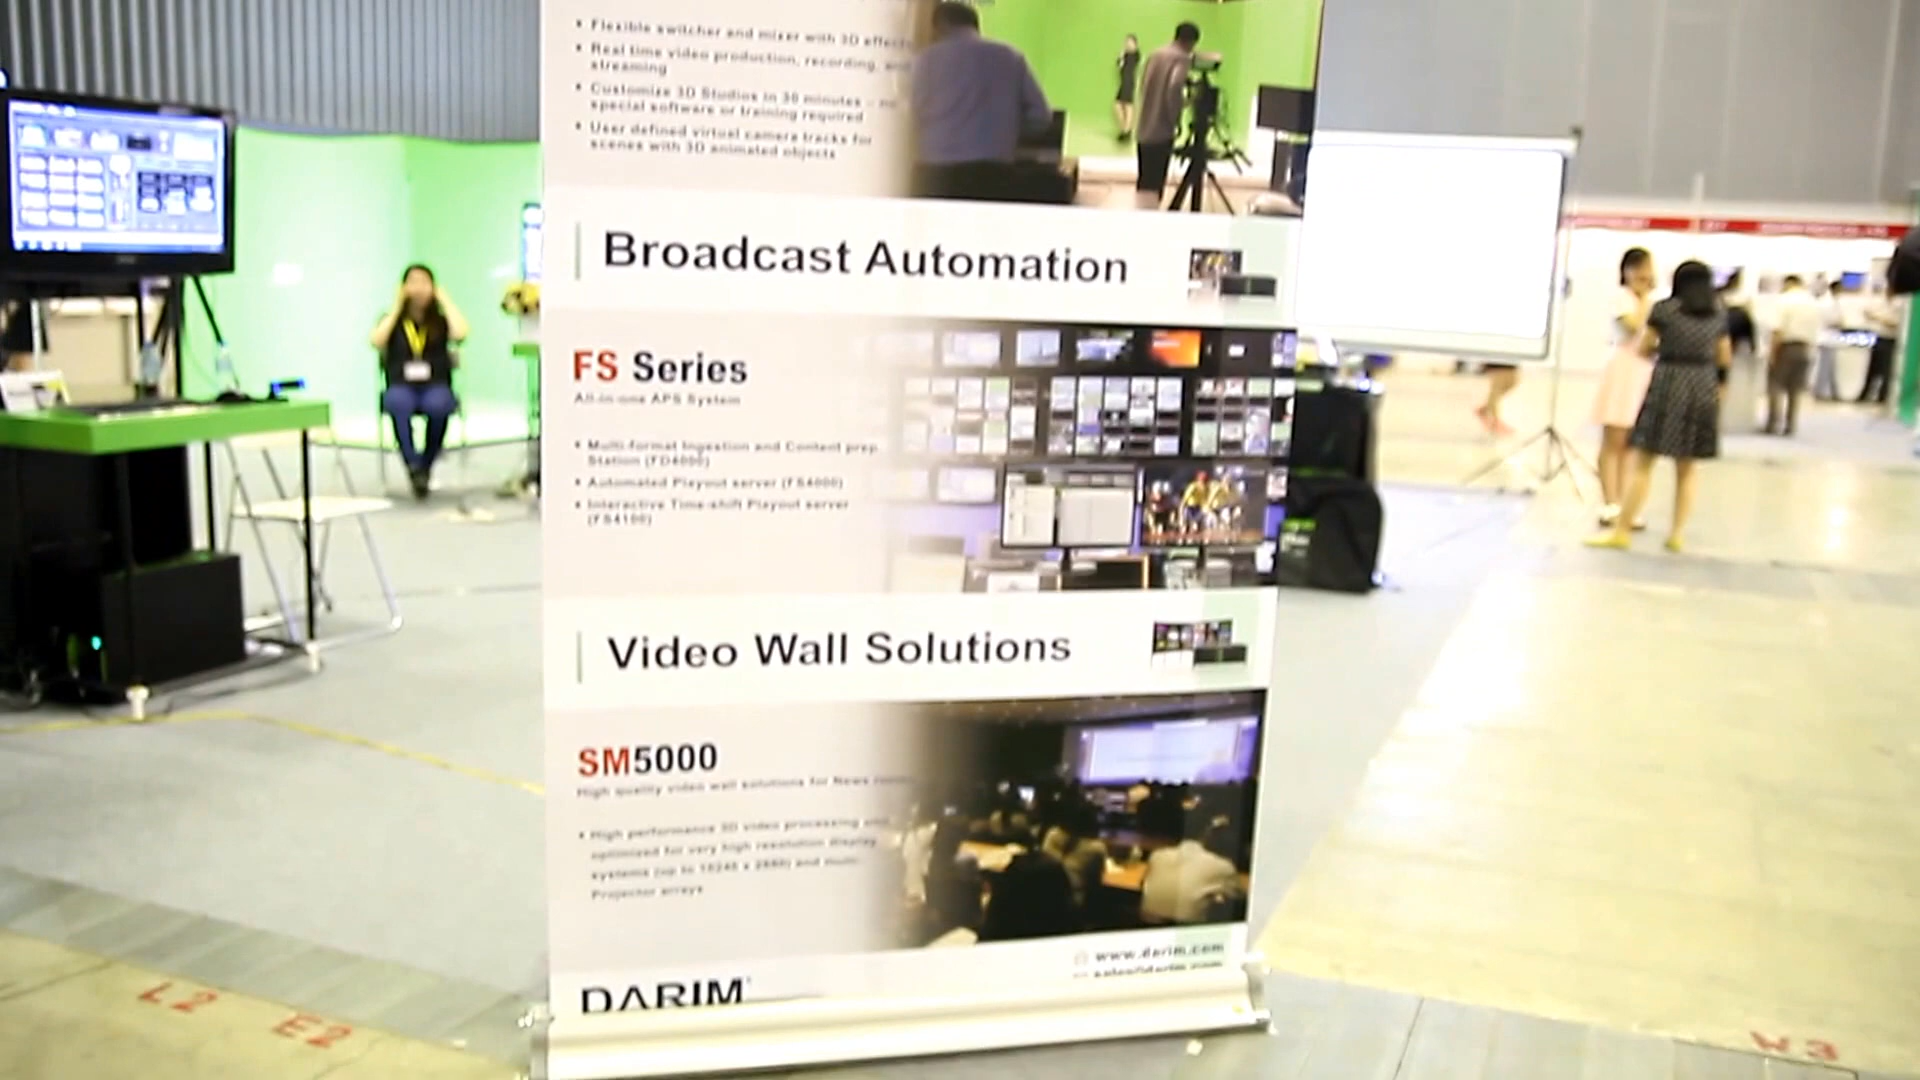 • Flexible switcher and mixer with 3D effects
• Real time video production, recording, and
streaming
• Customize 3D Studios in 30 minutes – no
special software or training required
• User defined virtual camera tracks for
scenes with 3D animated objects
Broadcast Automation
FS Series
All-in-one APS System
• Multi-format Ingestion and Content prep
Station (FD4000)
• Automated Playout server (FS4000)
• Interactive Time-shift Playout server
(FS4100)
Video Wall Solutions
SM5000
High quality video wall solutions for News
• High performance 3D video processing
optimized for very high resolution display
systems (up to and multi
Projector arrays
www.darim.com
sales@darim.com
DARIM
L2
E2
W3